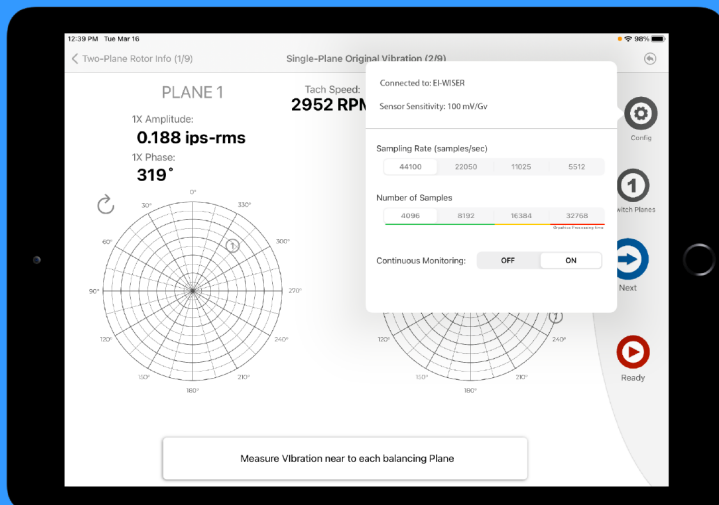 12:39 PM Tue Mar 16
98%
Two-Plane Rotor Info (1/9)
Single-Plane Original Vibration (2/9)
PLANE 1
Tach Speed:
2952 RPM
1X Amplitude:
0.188 ips-rms
1X Phase:
319°
0°
30°
330°
60°
300°
1
90°
270°
120°
240°
150°
210°
180°
Connected to: EI-WISER
Sensor Sensitivity: 100 mV/Gv
Sampling Rate (samples/sec)
44100 22050 11025 5512
Number of Samples
4096 8192 16384 32768
Continuous Monitoring: OFF ON
1
120°
240°
150°
210°
180°
Config
1
witch Planes
Next
Ready
Measure VIbration near to each balancing Plane